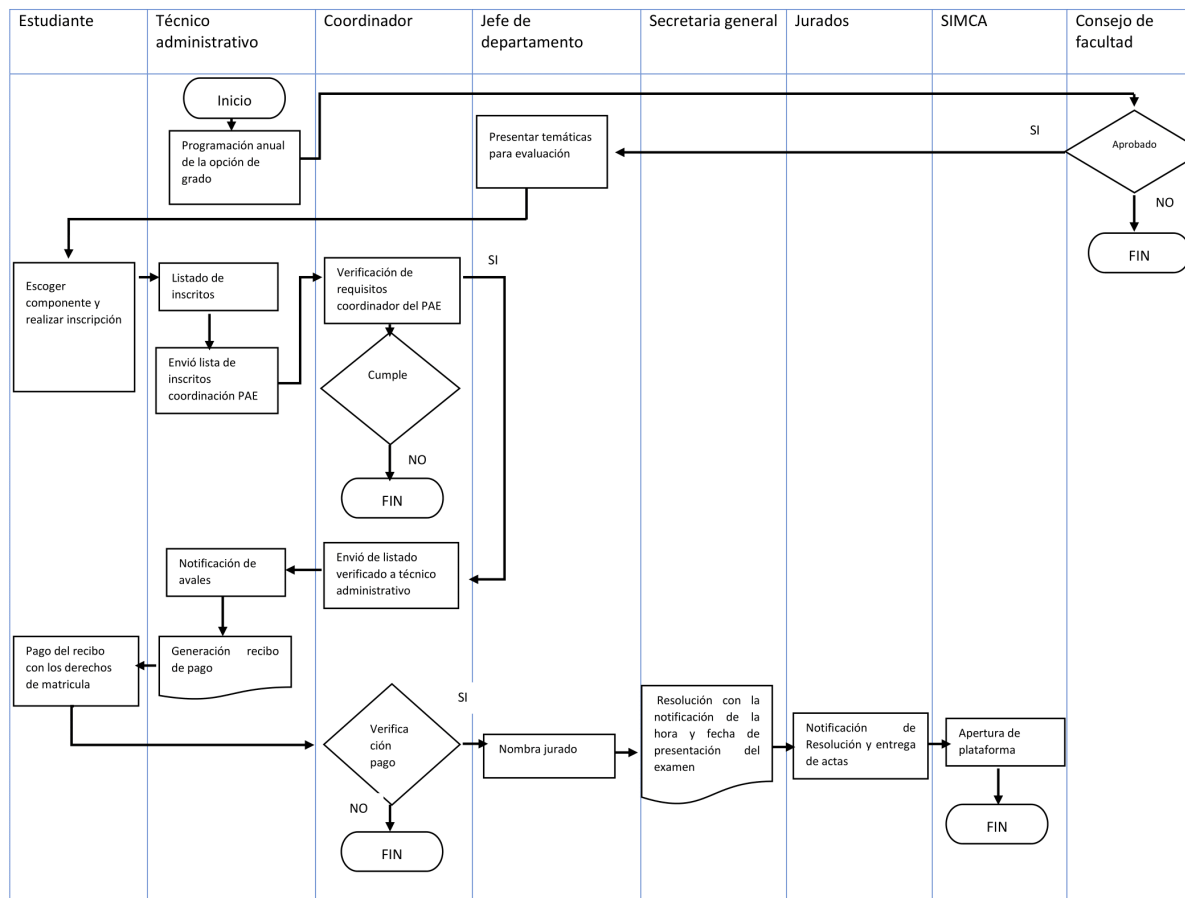 Estudiante
Técnico
administrativo
Coordinador
Jefe de
departamento
Secretaria general
Jurados
SIMCA
Consejo de
facultad
Inicio
Programación anual
de la opción de
grado
Presentar temáticas
para evaluación
SI
Aprobado
NO
FIN
Escoger
componente y
realizar inscripción
Listado de
inscritos
Envió lista de
inscritos
coordinación PAE
Verificación de
requisitos
coordinador del PAE
SI
Cumple
NO
FIN
Notificación de
avales
Envió de listado
verificado a técnico
administrativo
Pago del recibo
con los derechos
de matricula
Generación recibo
de pago
Verifica
ción
pago
SI
NO
FIN
Nombra jurado
Resolución con la
notificación de la
hora y fecha de
presentación del
examen
Notificación de
Resolución y entrega
de actas
Apertura de
plataforma
FIN